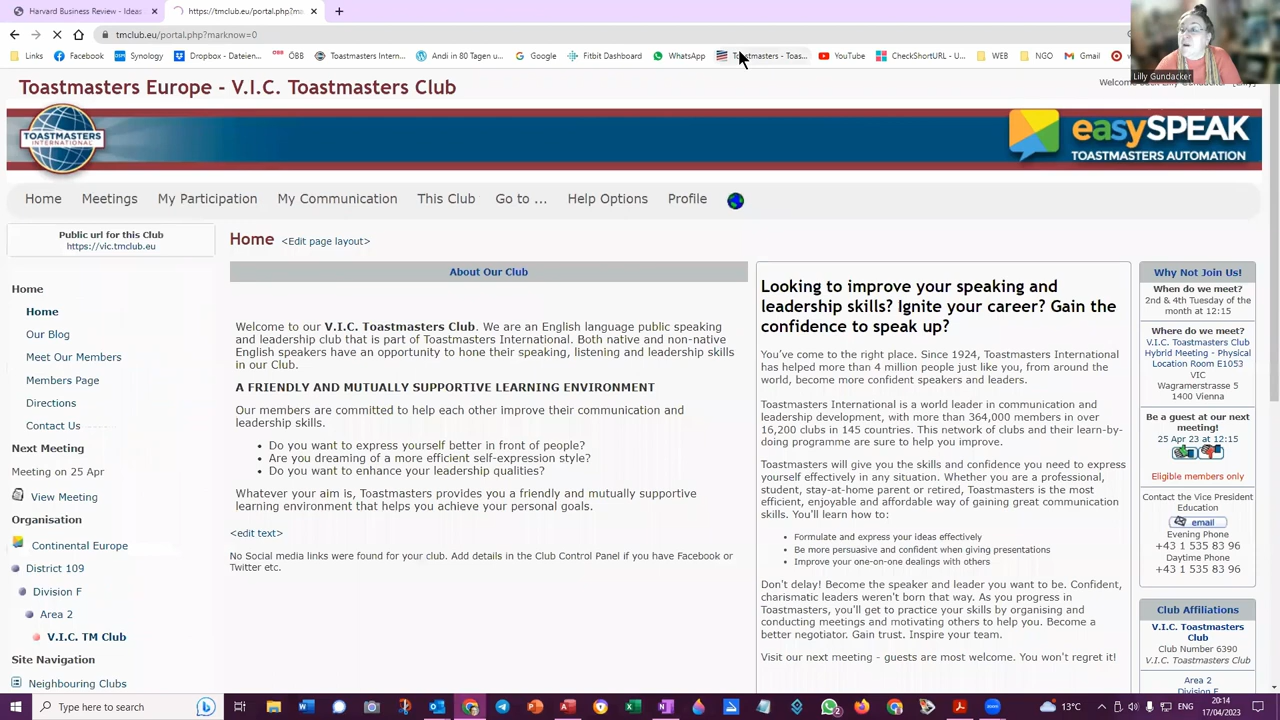 Harvard Business Review - Ideas
https://tmclub.eu/portal.php?ma
tmclub.eu/portal.php?marknow=0
Links
Facebook
Synology
Dropbox - Dateien...
ÖBB
Toastmasters Intern...
Andi in 80 Tagen u...
Google
Fitbit Dashboard
WhatsApp
Toastmasters - Toas...
YouTube
CheckShortURL - U...
WEB
NGO
Gmail
Lilly Gundacker
Toastmasters Europe - V.I.C. Toastmasters Club
TOASTMASTERS
INTERNATIONAL
easySPEAK
TOASTMASTERS AUTOMATION
Home
Meetings
My Participation
My Communication
This Club
Go to ...
Help Options
Profile
Public url for this Club
https://vic.tmclub.eu
Home
Home
Our Blog
Meet Our Members
Members Page
Directions
Contact Us
Next Meeting
Meeting on 25 Apr
View Meeting
Organisation
Continental Europe
District 109
Division F
Area 2
V.I.C. TM Club
Site Navigation
Neighbouring Clubs
Home <Edit page layout>
About Our Club
Welcome to our V.I.C. Toastmasters Club. We are an English language public speaking
and leadership club that is part of Toastmasters International. Both native and non-native
English speakers have an opportunity to hone their speaking, listening and leadership skills
in our Club.
A FRIENDLY AND MUTUALLY SUPPORTIVE LEARNING ENVIRONMENT
Our members are committed to help each other improve their communication and
leadership skills.
• Do you want to express yourself better in front of people?
• Are you dreaming of a more efficient self-expression style?
• Do you want to enhance your leadership qualities?
Whatever your aim is, Toastmasters provides you a friendly and mutually supportive
learning environment that helps you achieve your personal goals.
<edit text>
No Social media links were found for your club. Add details in the Club Control Panel if you have Facebook or
Twitter etc.
Looking to improve your speaking and
leadership skills? Ignite your career? Gain the
confidence to speak up?
You've come to the right place. Since 1924, Toastmasters International
has helped more than 4 million people just like you, from around the
world, become more confident speakers and leaders.
Toastmasters International is a world leader in communication and
leadership development, with more than 364,000 members in over
16,200 clubs in 145 countries. This network of clubs and their learn-by-
doing programme are sure to help you improve.
Toastmasters will give you the skills and confidence you need to express
yourself effectively in any situation. Whether you are a professional,
student, stay-at-home parent or retired, Toastmasters is the most
efficient, enjoyable and affordable way of gaining great communication
skills. You'll learn how to:
• Formulate and express your ideas effectively
• Be more persuasive and confident when giving presentations
• Improve your one-on-one dealings with others
Don't delay! Become the speaker and leader you want to be. Confident,
charismatic leaders weren't born that way. As you progress in
Toastmasters, you'll get to practice your skills by organising and
conducting meetings and motivating others to help you. Become a
better negotiator. Gain trust. Inspire your team.
Visit our next meeting - guests are most welcome. You won't regret it!
Why Not Join Us!
When do we meet?
2nd & 4th Tuesday of the
month at 12:15
Where do we meet?
V.I.C. Toastmasters Club
Hybrid Meeting - Physical
Location Room E1053
VIC
Wagramerstrasse 5
1400 Vienna
Be a guest at our next
meeting!
25 Apr 23 at 12:15
Eligible members only
Contact the Vice President
Education
email
Evening Phone
+43 1 535 83 96
Daytime Phone
+43 1 535 83 96
Club Affiliations
V.I.C. Toastmasters
Club
Club Number 6390
V.I.C. Toastmasters Club
Area 2
Division F
Type here to search
2
13°C
ENG
20:14
17/04/2023